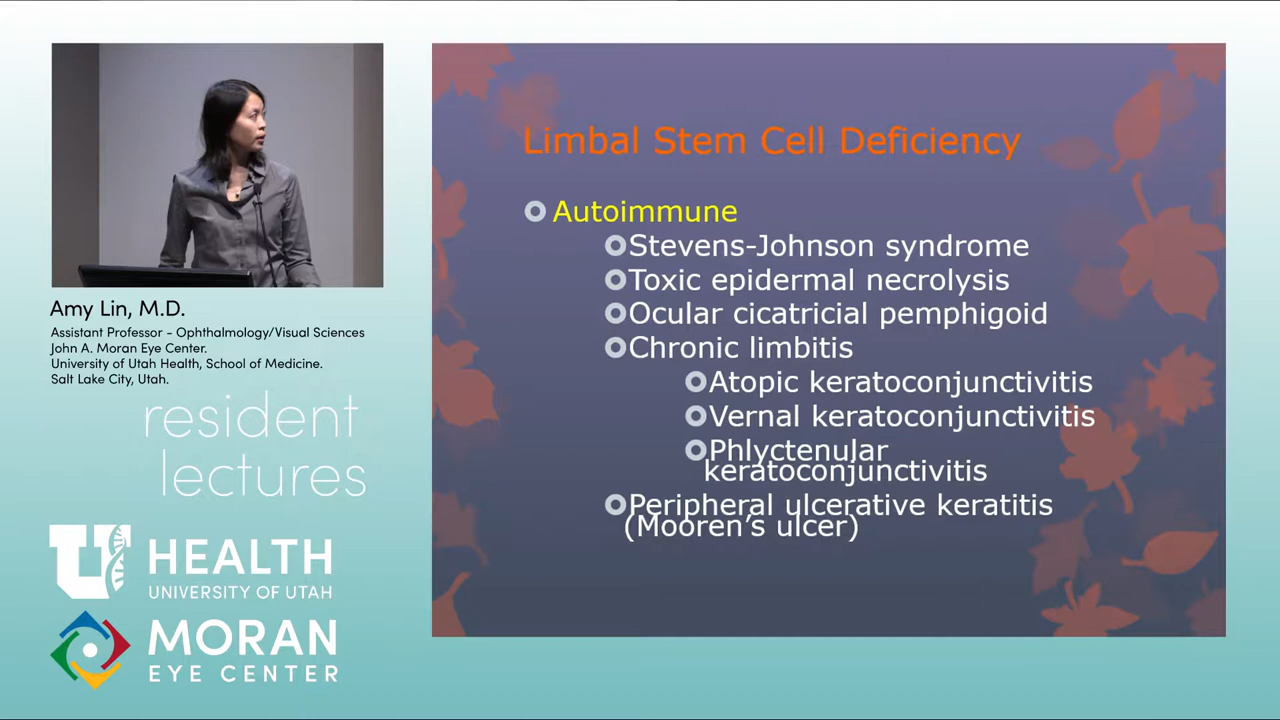 Amy Lin, M.D.
Assistant Professor - Ophthalmology/Visual Sciences
John A. Moran Eye Center.
University of Utah Health, School of Medicine.
Salt Lake City, Utah.
resident
lectures
U HEALTH
UNIVERSITY OF UTAH
MORAN
EYE CENTER
Limbal Stem Cell Deficiency
Autoimmune
Stevens-Johnson syndrome
Toxic epidermal necrolysis
Ocular cicatricial pemphigoid
Chronic limbitis
Atopic keratoconjunctivitis
Vernal keratoconjunctivitis
Phlyctenular
keratoconjunctivitis
Peripheral ulcerative keratitis
(Mooren's ulcer)